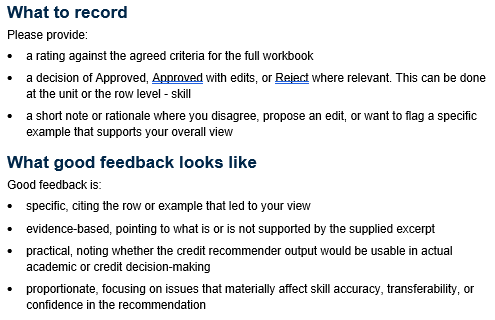 What to record
Please provide:
• a rating against the agreed criteria for the full workbook
• a decision of Approved, Approved with edits, or Reject where relevant. This can be done
at the unit or the row level - skill
• a short note or rationale where you disagree, propose an edit, or want to flag a specific
example that supports your overall view
What good feedback looks like
Good feedback is:
• specific, citing the row or example that led to your view
• evidence-based, pointing to what is or is not supported by the supplied excerpt
• practical, noting whether the credit recommender output would be usable in actual
academic or credit decision-making
• proportionate, focusing on issues that materially affect skill accuracy, transferability, or
confidence in the recommendation